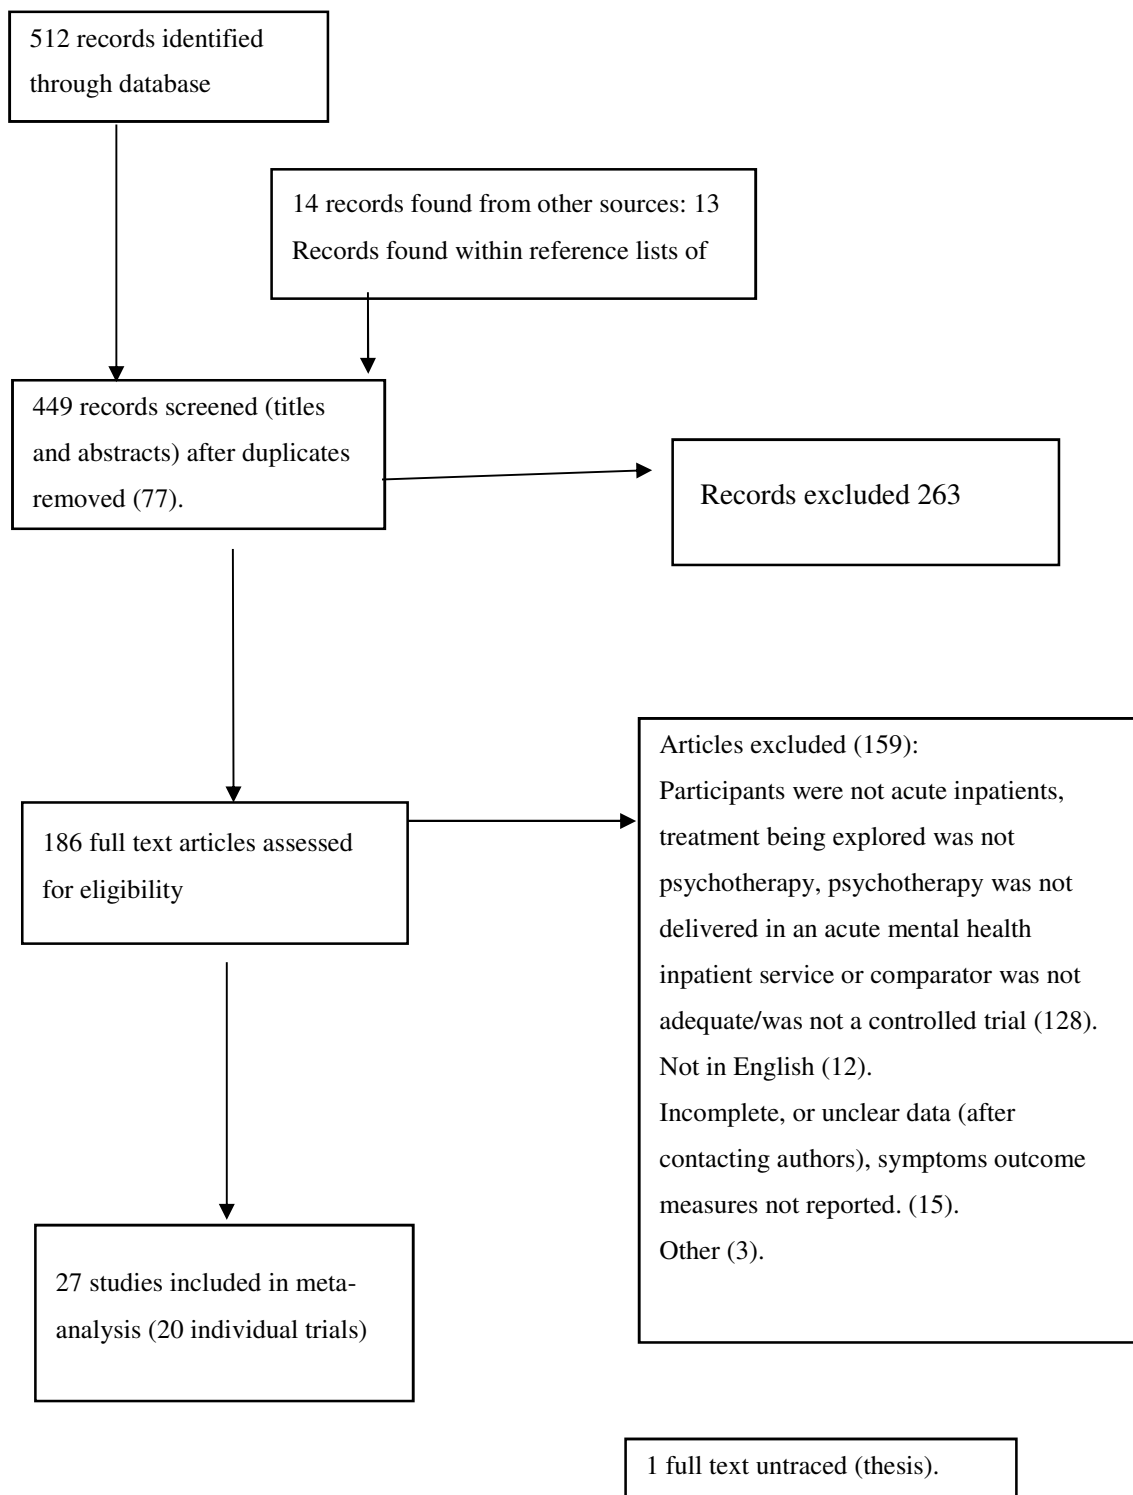 512 records identified
through database
14 records found from other sources: 13
Records found within reference lists of
449 records screened (titles
and abstracts) after duplicates
removed (77).
Records excluded 263
186 full text articles assessed
for eligibility
Articles excluded (159):
Participants were not acute inpatients,
treatment being explored was not
psychotherapy, psychotherapy was not
delivered in an acute mental health
inpatient service or comparator was not
adequate/was not a controlled trial (128).
Not in English (12).
Incomplete, or unclear data (after
contacting authors), symptoms outcome
measures not reported. (15).
Other (3).
27 studies included in meta-
analysis (20 individual trials)
1 full text untraced (thesis).